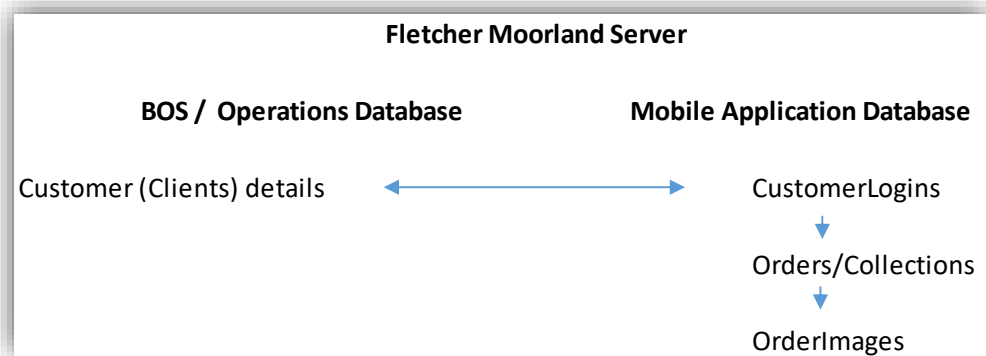 Fletcher Moorland Server
BOS / Operations Database Mobile Application Database
Customer (Clients) details CustomerLogins
Orders/Collections
OrderImages